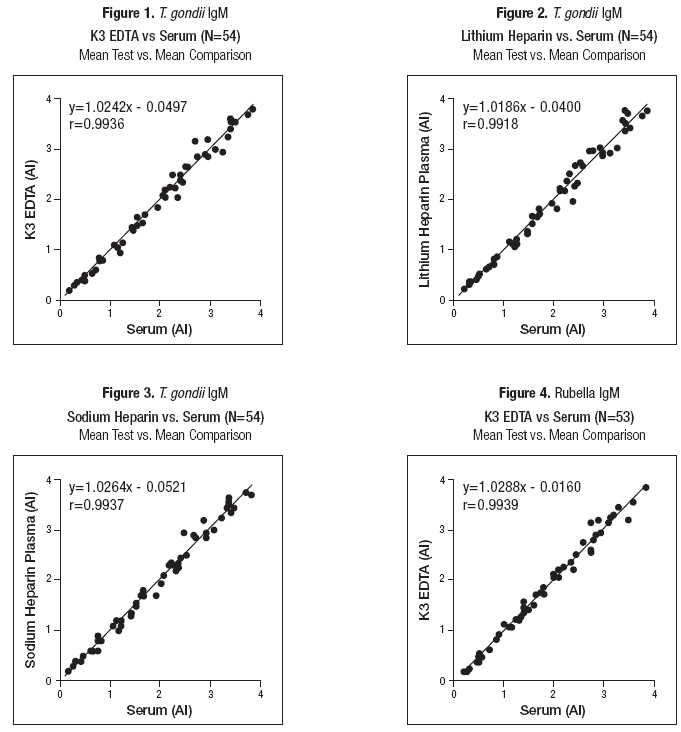 Figure 1. T. gondii IgM
K3 EDTA vs Serum (N=54)
Mean Test vs. Mean Comparison
y=1.0242x - 0.0497
r=0.9936
K3 EDTA (AI)
4
3
2
1
0
0 1 2 3 4
Serum (AI)
Figure 2. T. gondii IgM
Lithium Heparin vs. Serum (N=54)
Mean Test vs. Mean Comparison
y=1.0186x - 0.0400
r=0.9918
Lithium Heparin Plasma (AI)
4
3
2
1
0
0 1 2 3 4
Serum (AI)
Figure 3. T. gondii IgM
Sodium Heparin vs. Serum (N=54)
Mean Test vs. Mean Comparison
y=1.0264x - 0.0521
r=0.9937
Sodium Heparin Plasma (AI)
4
3
2
1
0
0 1 2 3 4
Serum (AI)
Figure 4. Rubella IgM
K3 EDTA vs Serum (N=53)
Mean Test vs. Mean Comparison
y=1.0288x - 0.0160
r=0.9939
K3 EDTA (AI)
4
3
2
1
0
0 1 2 3 4
Serum (AI)